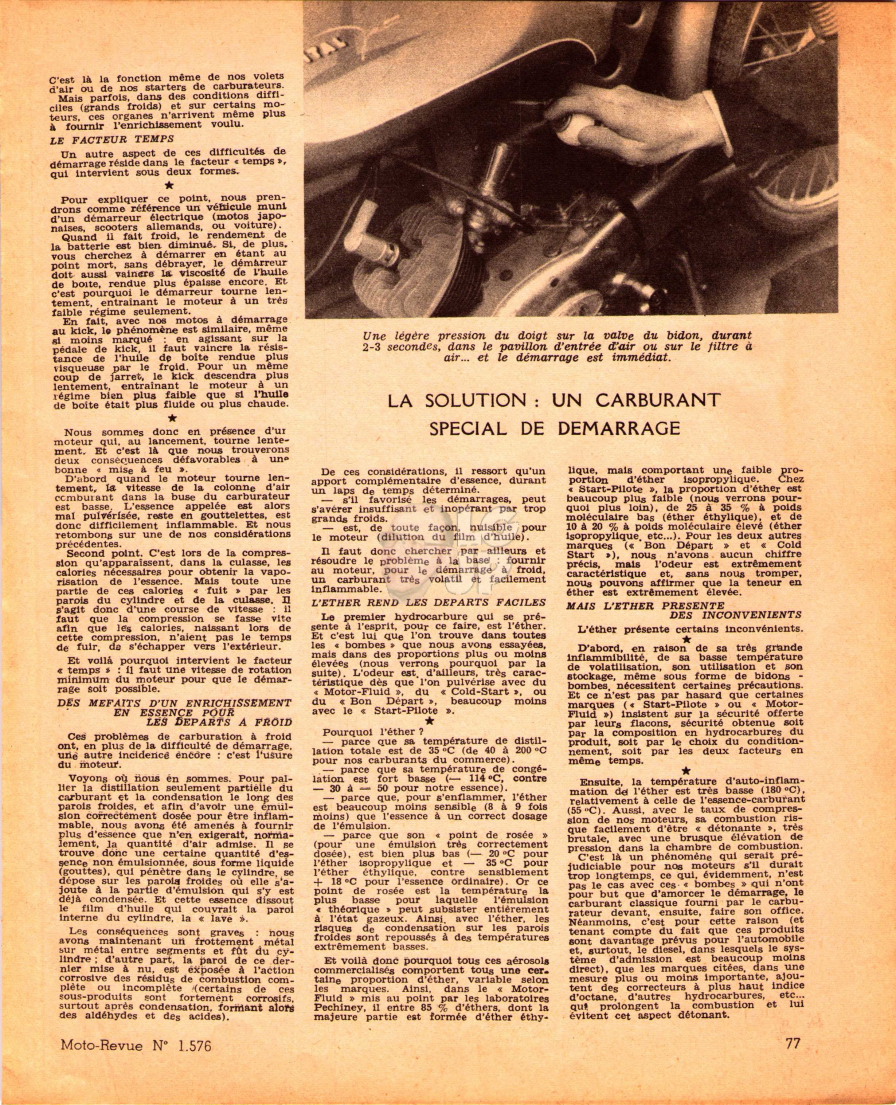 C'est là la fonction même de nos volets
d'air ou de nos starters de carburateurs.
Mais parfois, dans des conditions diffi-
ciles (grands froids) et sur certains mo-
teurs, ces organes n'arrivent même plus
à fournir l'enrichissement voulu.
LE FACTEUR TEMPS
Un autre aspect de ces difficultés de
démarrage réside dans le facteur « temps »,
qui intervient sous deux formes.
★
Pour expliquer ce point, nous pren-
drons comme référence un véhicule muni
d'un démarreur électrique (motos japo-
naises, scooters allemands, ou voiture).
Quand il fait froid, le rendement de
la batterie est bien diminué. Si, de plus,
vous cherchez à démarrer en étant au
point mort, sans débrayer, le démarreur
doit aussi vaincre la viscosité de l'huile
de boîte, rendue plus épaisse encore. Et
c'est pourquoi le démarreur tourne len-
tement, entraînant le moteur à un très
faible régime seulement.
En fait, avec nos motos à démarrage
au kick, le phénomène est similaire, même
si moins marqué : en agissant sur la
pédale de kick, il faut vaincre la résis-
tance de l'huile de boîte rendue plus
visqueuse par le froid. Pour un même
coup de jarret, le kick descendra plus
lentement, entraînant le moteur à un
régime bien plus faible que si l'huile
de boîte était plus fluide ou plus chaude.
★
Nous sommes donc en présence d'un
moteur qui, au lancement, tourne lente-
ment. Et c'est là que nous trouverons
deux conséquences défavorables à une
bonne « mise à feu ».
D'abord quand le moteur tourne len-
tement, la vitesse de la colonne d'air
comburant dans la buse du carburateur
est basse. L'essence appelée est alors
mal pulvérisée, reste en gouttelettes, est
donc difficilement inflammable. Et nous
retombons sur une de nos considérations
précédentes.
Second point. C'est lors de la compres-
sion qu'apparaissent, dans la culasse, les
calories nécessaires pour obtenir la vapo-
risation de l'essence. Mais toute une
partie de ces calories « fuit » par les
parois du cylindre et de la culasse. Il
s'agit donc d'une course de vitesse : il
faut que la compression se fasse vite
afin que les calories, naissant lors de
cette compression, n'aient pas le temps
de fuir, de s'échapper vers l'extérieur.
Et voilà pourquoi intervient le facteur
« temps » : il faut une vitesse de rotation
minimum du moteur pour que le démar-
rage soit possible.
DES MEFAITS D'UN ENRICHISSEMENT
EN ESSENCE POUR
LES DEPARTS A FROID
Ces problèmes de carburation à froid
ont, en plus de la difficulté de démarrage,
une autre incidence encore : c'est l'usure
du moteur.
Voyons où nous en sommes. Pour pal-
lier la distillation seulement partielle du
carburant et la condensation le long des
parois froides, et afin d'avoir une émul-
sion correctement dosée pour être inflam-
mable, nous avons été amenés à fournir
plus d'essence que n'en exigerait, norma-
lement, la quantité d'air admise. Il se
trouve donc une certaine quantité d'es-
sence non émulsionnée, sous forme liquide
(gouttes), qui pénètre dans le cylindre, se
dépose sur les parois froides où elle s'a-
joute à la partie d'émulsion qui s'y est
déjà condensée. Et cette essence dissout
le film d'huile qui couvrait la paroi
interne du cylindre, la « lave ».
Les conséquences sont graves : nous
avons maintenant un frottement métal
sur métal entre segments et fût du cy-
lindre ; d'autre part, la paroi de ce der-
nier mise à nu, est exposée à l'action
corrosive des résidus de combustion com-
plète ou incomplète (certains de ces
sous-produits sont fortement corrosifs,
surtout après condensation, formant alors
des aldéhydes et des acides).
Une légère pression du doigt sur la valve du bidon, durant
2-3 secondes, dans le pavillon d'entrée d'air ou sur le filtre à
air... et le démarrage est immédiat.
LA SOLUTION : UN CARBURANT
SPECIAL DE DEMARRAGE
De ces considérations, il ressort qu'un
apport complémentaire d'essence, durant
un laps de temps déterminé.
— s'il favorise les démarrages, peut
s'avérer insuffisant et inopérant par trop
grands froids.
— est, de toute façon, nuisible pour
le moteur (dilution du film d'huile).
Il faut donc chercher par ailleurs et
résoudre le problème à la base : fournir
au moteur, pour le démarrage à froid,
un carburant très volatil et facilement
inflammable.
L'ETHER REND LES DEPARTS FACILES
Le premier hydrocarbure qui se pré-
sente à l'esprit, pour ce faire, est l'éther.
Et c'est lui que l'on trouve dans toutes
les « bombes » que nous avons essayées,
mais dans des proportions plus ou moins
élevées (nous verrons pourquoi par la
suite). L'odeur est, d'ailleurs, très carac-
téristique dès que l'on pulvérise avec du
« Motor-Fluid », du « Cold-Start », ou
du « Bon Départ », beaucoup moins
avec le « Start-Pilote ».
★
Pourquoi l'éther ?
— parce que sa température de distil-
lation totale est de 35 °C (de 40 à 200 °C
pour nos carburants du commerce).
— parce que sa température de congé-
lation est fort basse (— 114 °C, contre
— 30 à — 50 pour notre essence).
— parce que, pour s'enflammer, l'éther
est beaucoup moins sensible (8 à 9 fois
moins) que l'essence à un correct dosage
de l'émulsion.
— parce que son « point de rosée »
(pour une émulsion très correctement
dosée), est bien plus bas (— 20 °C pour
l'éther isopropylique et — 35 °C pour
l'éther éthylique, contre sensiblement
+ 18 °C pour l'essence ordinaire). Or ce
point de rosée est la température la
plus basse pour laquelle l'émulsion
« théorique » peut subsister entièrement
à l'état gazeux. Ainsi, avec l'éther, les
risques de condensation sur les parois
froides sont repoussés à des températures
extrêmement basses.
Et voilà donc pourquoi tous ces aérosols
commercialisés comportent tous une cer-
taine proportion d'éther, variable selon
les marques. Ainsi, dans le « Motor-
Fluid » mis au point par les laboratoires
Pechiney, il entre 85 % d'éthers, dont la
majeure partie est formée d'éther éthy-
lique, mais comportant une faible pro-
portion d'éther isopropylique. Chez
« Start-Pilote », la proportion d'éther est
beaucoup plus faible (nous verrons pour-
quoi plus loin), de 25 à 35 % à poids
moléculaire bas (éther éthylique), et de
10 à 20 % à poids moléculaire élevé (éther
isopropylique, etc...). Pour les deux autres
marques (« Bon Départ » et « Cold
Start »), nous n'avons aucun chiffre
précis, mais l'odeur est extrêmement
caractéristique et, sans nous tromper,
nous pouvons affirmer que la teneur en
éther est extrêmement élevée.
MAIS L'ETHER PRESENTE
DES INCONVENIENTS
L'éther présente certains inconvénients.
★
D'abord, en raison de sa très grande
inflammibilité, de sa basse température
de volatilisation, son utilisation et son
stockage, même sous forme de bidons -
bombes, nécessitent certaines précautions.
Et ce n'est pas par hasard que certaines
marques (« Start-Pilote » ou « Motor-
Fluid ») insistent sur la sécurité offerte
par leurs flacons, sécurité obtenue soit
par la composition en hydrocarbures du
produit, soit par le choix du condition-
nement, soit par les deux facteurs en
même temps.
★
Ensuite, la température d'auto-inflam-
mation de l'éther est très basse (180 °C),
relativement à celle de l'essence-carburant
(55 °C). Aussi, avec le taux de compres-
sion de nos moteurs, sa combustion ris-
que facilement d'être « détonante », très
brutale, avec une brusque élévation de
pression dans la chambre de combustion.
C'est là un phénomène qui serait pré-
judiciable pour nos moteurs s'il durait
trop longtemps, ce qui, évidemment, n'est
pas le cas avec ces « bombes » qui n'ont
pour but que d'amorcer le démarrage, le
carburant classique fourni par le carbu-
rateur devant, ensuite, faire son office.
Néanmoins, c'est pour cette raison (et
tenant compte du fait que ces produits
sont davantage prévus pour l'automobile
et, surtout, le diesel, dans lesquels le sys-
tème d'admission est beaucoup moins
direct), que les marques citées, dans une
mesure plus ou moins importante, ajou-
tent des correcteurs à plus haut indice
d'octane, d'autres hydrocarbures, etc...
qui prolongent la combustion et lui
évitent cet aspect détonant.
Moto-Revue N° 1.576
77